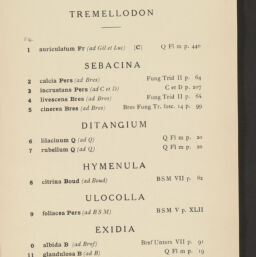 TREMELLODON
Fig.
1 auriculatum Fr (ad Gil et Luc) (C) Q Fl m p. 440
SEBACINA
2 calcia Pers (ad Bres) Fung Trid II p. 64
3 incrustans Pers (ad C et D) C et D p. 207
4 livescens Bres (ad Bres) Fung Trid II p. 64
5 cinerea Bres (ad Bres) Bres Fung Tr. fasc. 14 p. 99
DITANGIUM
6 lilacinum Q (ad Q) Q Fl m p. 20
7 rubellum Q (ad Q) Q Fl m p. 20
HYMENULA
8 citrina Boud (ad Boud) BSM VII p. 82
ULOCOLLA
9 foliacea Pers (ad BSM) BSM V p. XLII
EXIDIA
0 albida B (ad Bref) Bref Unters VII p. 91
11 glandulosa B (ad B) Q Fl m p. 19